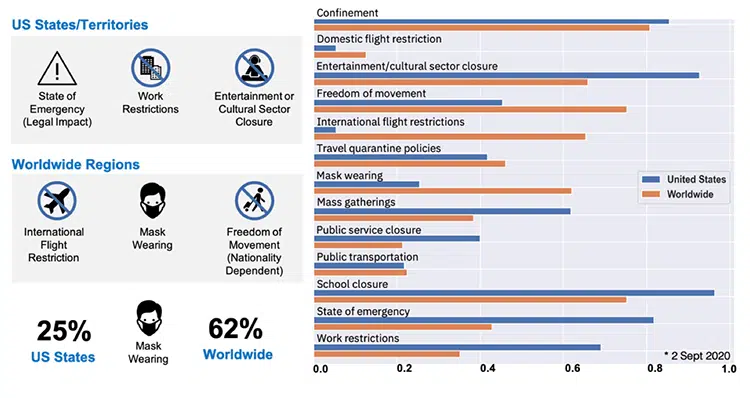 US States/Territories
State of
Emergency
(Legal Impact)
Work
Restrictions
Entertainment or
Cultural Sector
Closure
Worldwide Regions
International
Flight
Restriction
Mask
Wearing
Freedom of
Movement
(Nationality
Dependent)
25%
US States
Mask
Wearing
62%
Worldwide
Confinement
Domestic flight restriction
Entertainment/cultural sector closure
Freedom of movement
International flight restrictions
Travel quarantine policies
Mask wearing
Mass gatherings
Public service closure
Public transportation
School closure
State of emergency
Work restrictions
United States
Worldwide
* 2 Sept 2020
0.0 0.2 0.4 0.6 0.8 1.0